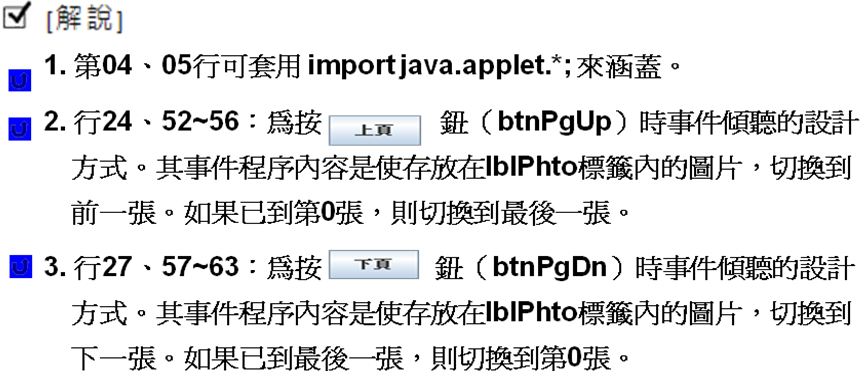 [解說]
1. 第04、05行可套用 import java.applet.*; 來涵蓋。
2. 行24、52~56：為按 上頁 鈕（btnPgUp）時事件傾聽的設計
方式。其事件程序內容是使存放在lblPhto標籤內的圖片，切換到
前一張。如果已到第0張，則切換到最後一張。
3. 行27、57~63：為按 下頁 鈕（btnPgDn）時事件傾聽的設計
方式。其事件程序內容是使存放在lblPhto標籤內的圖片，切換到
下一張。如果已到最後一張，則切換到第0張。